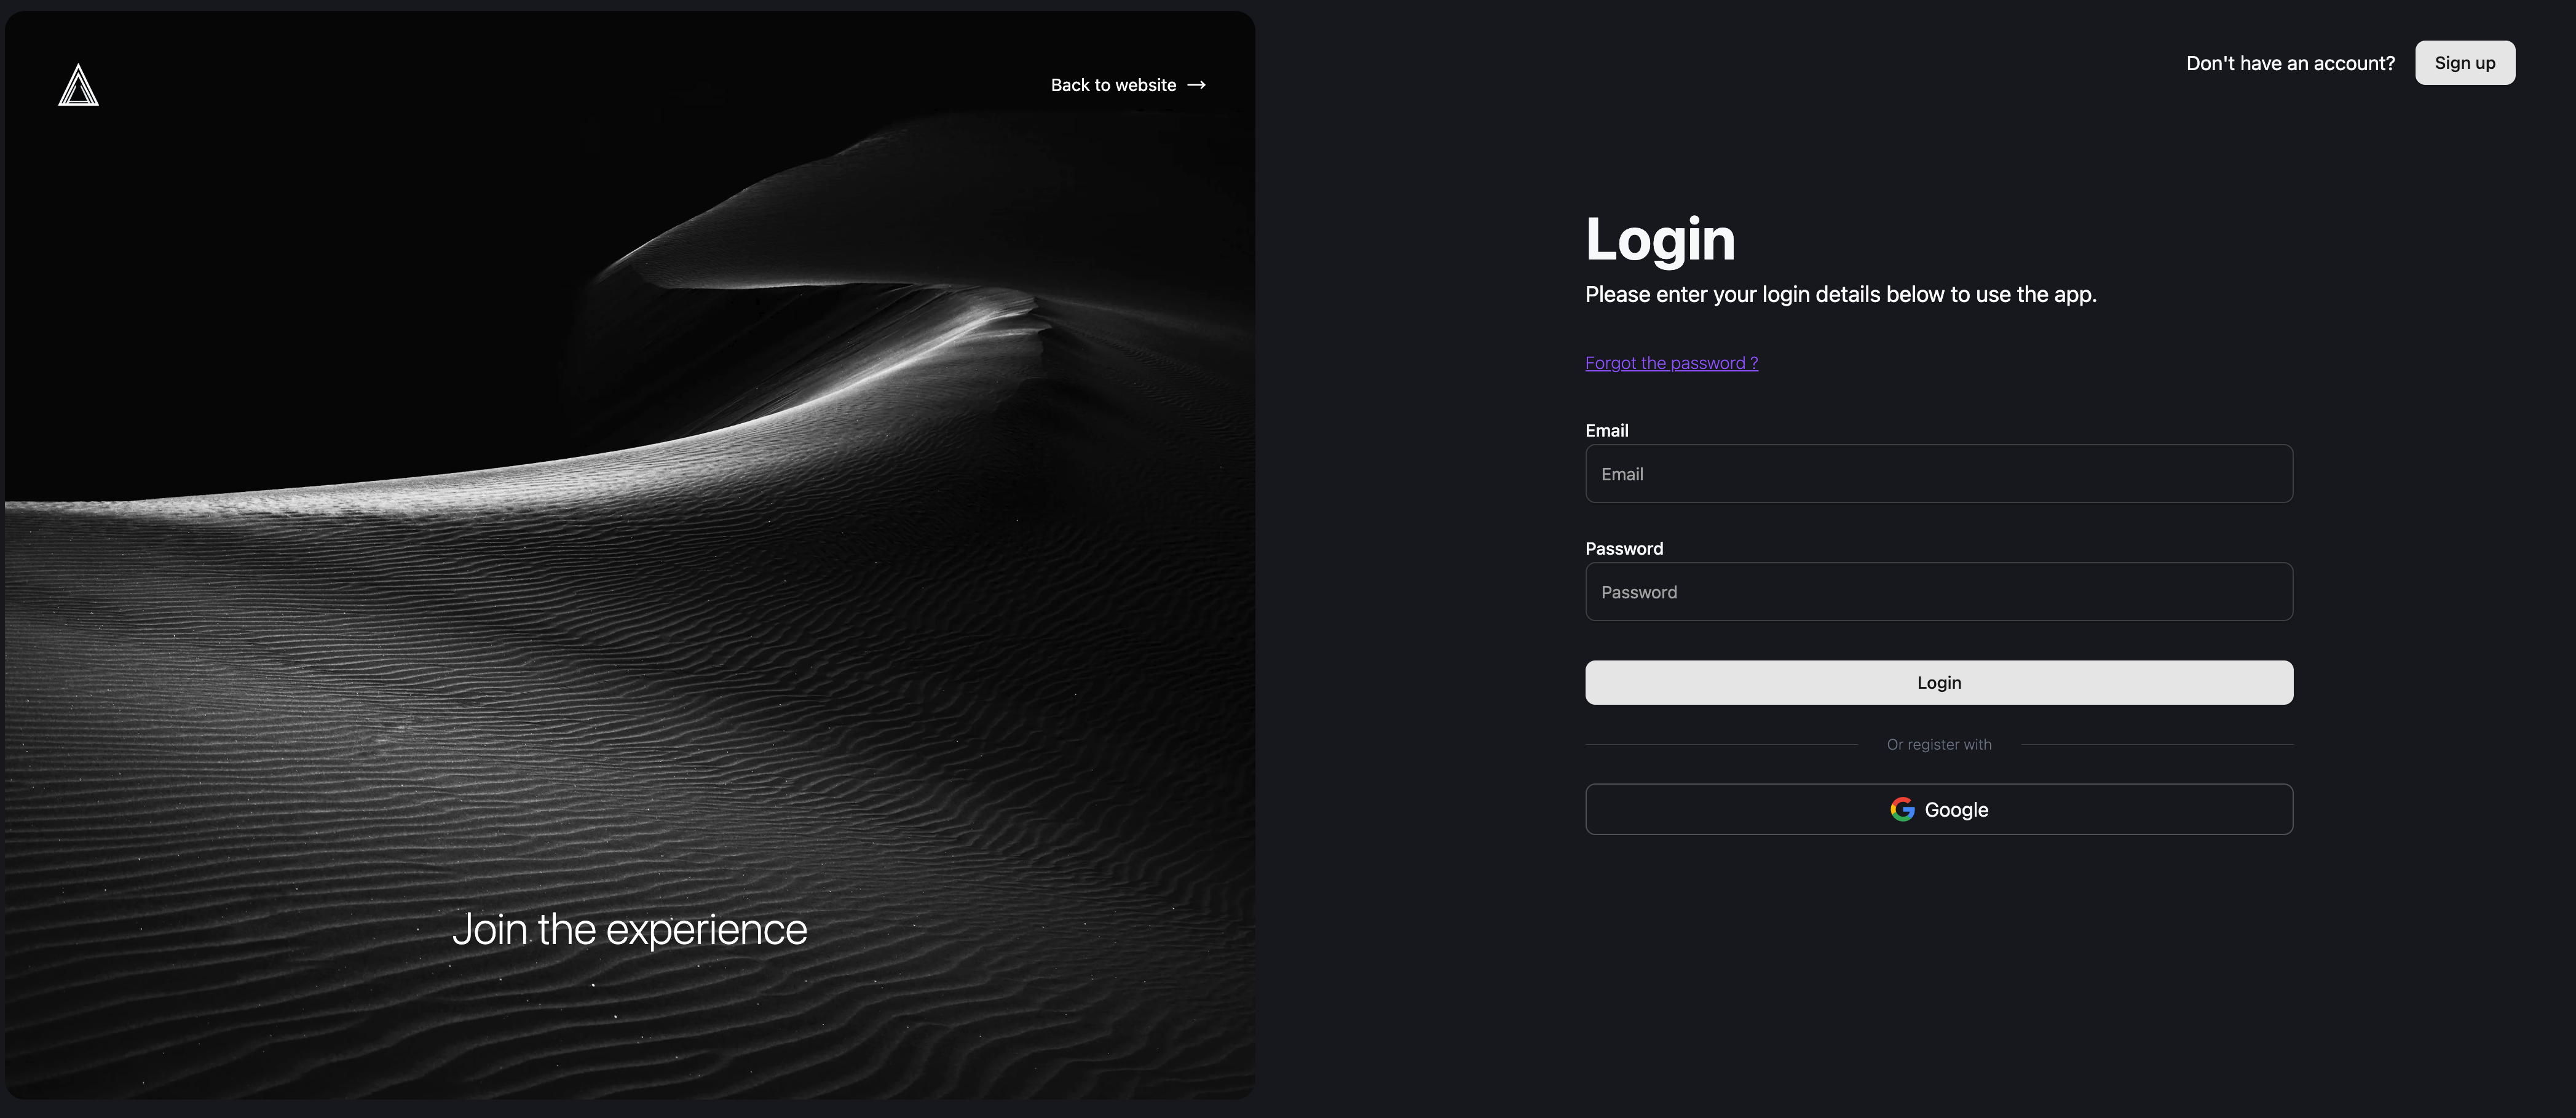 Back to website →
Join the experience
Don't have an account? Sign up
Login
Please enter your login details below to use the app.
Forgot the password ?
Email
Email
Password
Password
Login
Or register with
Google